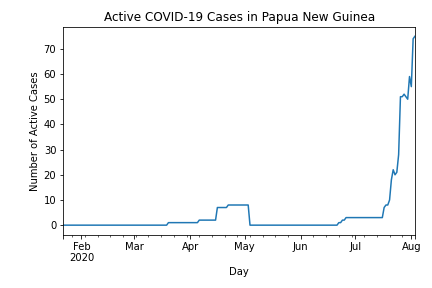 Active COVID-19 Cases in Papua New Guinea
Number of Active Cases
70
60
50
40
30
20
10
0
Feb Mar Apr May Jun Jul Aug
2020
Day